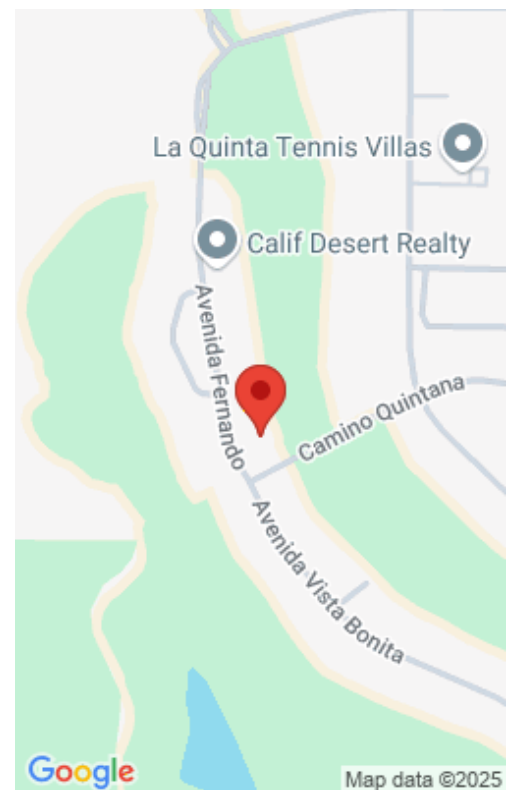 La Quinta Tennis Villas
Calif Desert Realty
Avenida Fernando
Camino Quintana
Avenida Vista Bonita
Google
Map data ©2025